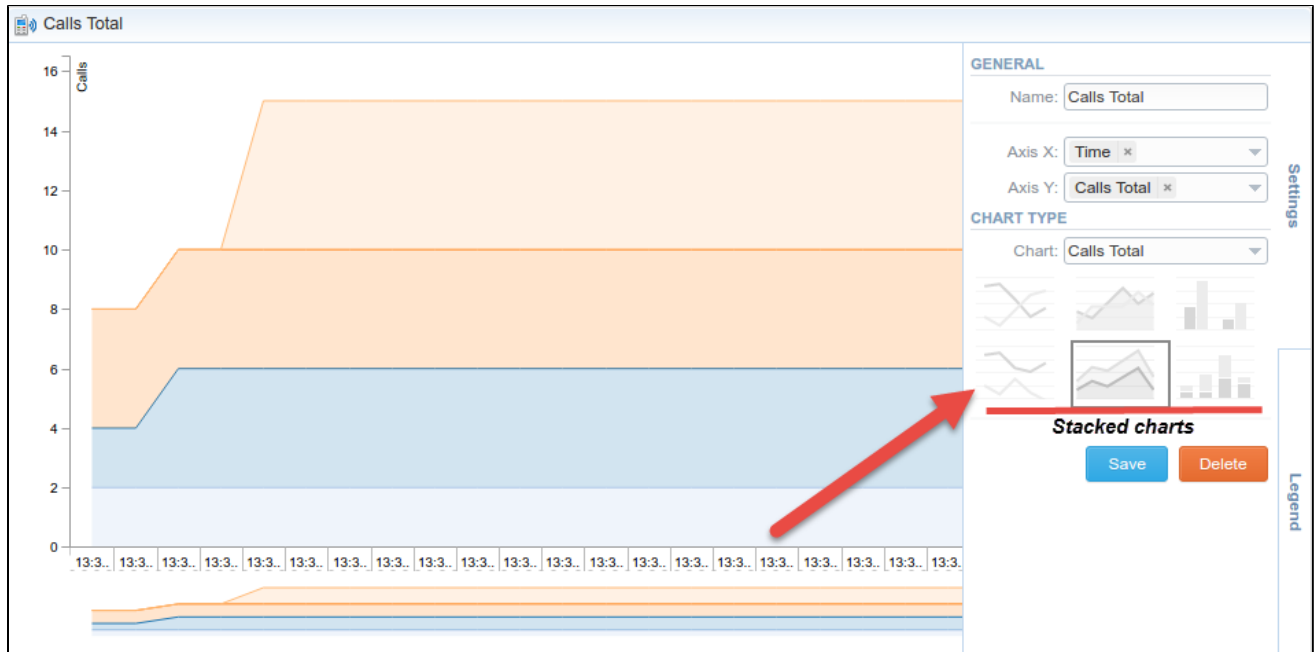 Calls Total
16
14
12
10
8
6
4
2
0
Calls
13:3.. 13:3.. 13:3.. 13:3.. 13:3.. 13:3.. 13:3.. 13:3.. 13:3.. 13:3.. 13:3.. 13:3.. 13:3.. 13:3.. 13:3.. 13:3.. 13:3.. 13:3.. 13:3.. 13:3.. 13:3.
GENERAL
Name: Calls Total
Axis X: Time ×
Axis Y: Calls Total ×
CHART TYPE
Chart: Calls Total
Stacked charts
Save Delete
Settings
Legend